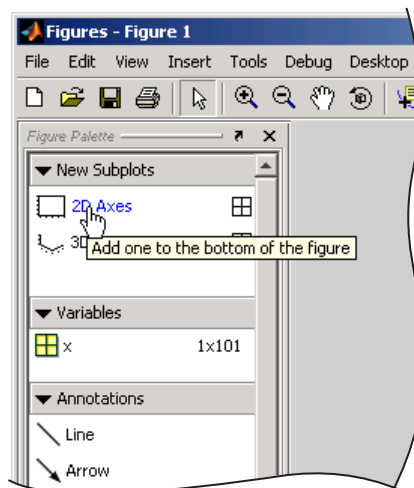 Figures - Figure 1
File Edit View Insert Tools Debug Desktop
Figure Palette
New Subplots
2D Axes
3D
Add one to the bottom of the figure
Variables
x 1x101
Annotations
Line
Arrow